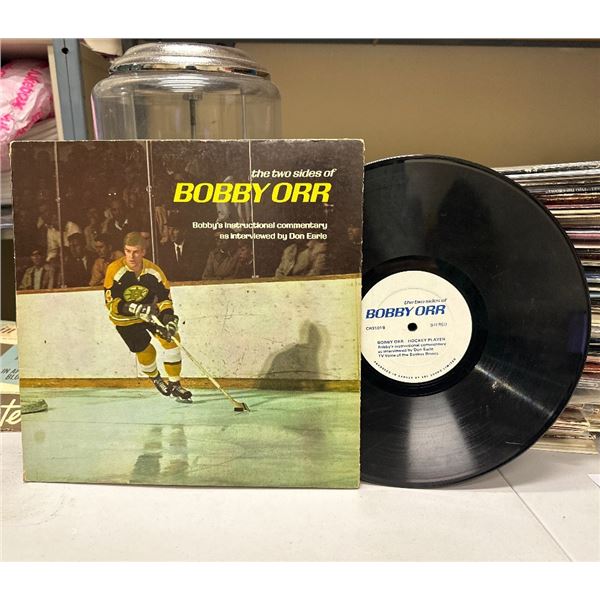 the two sides of
BOBBY ORR
Bobby's instructional commentary
as interviewed by Don Earle
the two sides of
BOBBY ORR
STEREO
BOBBY ORR HOCKEY PLAYER
Bobby's instructional commentary
as interviewed by Don Earle
TV Voice of the Boston Bruins